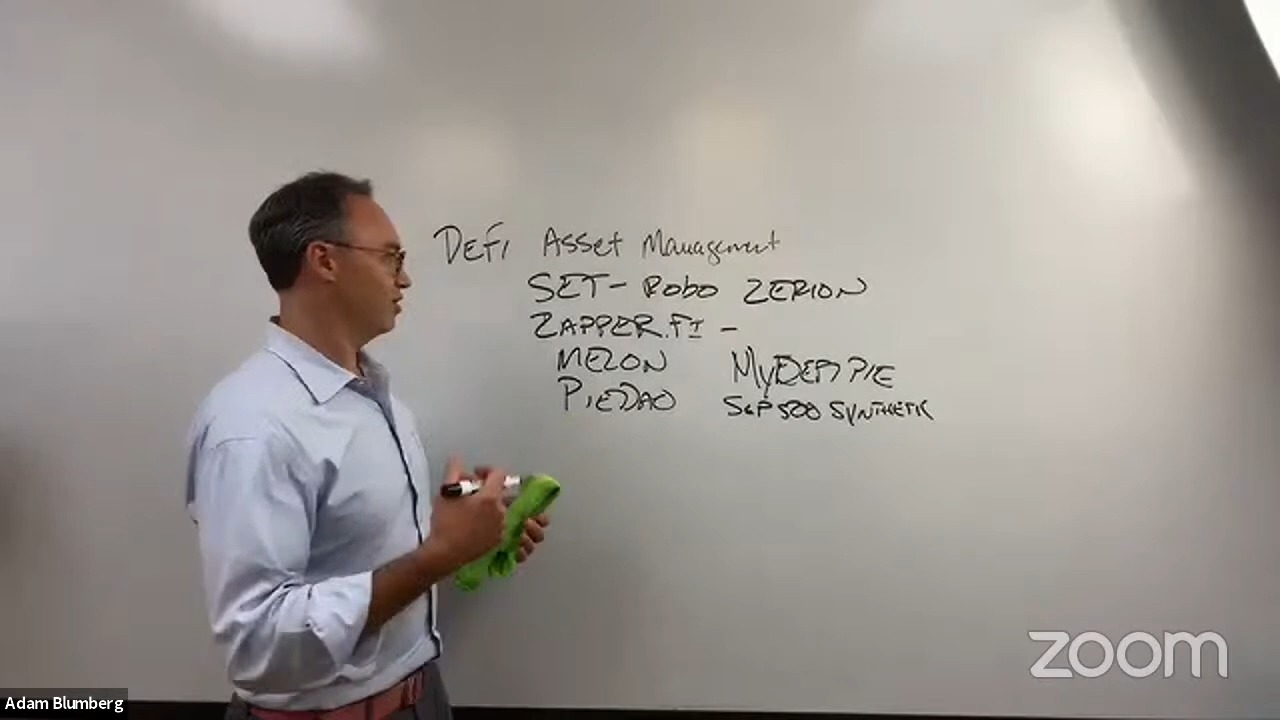 DeFi Asset Management
SET- Robo ZERION
ZAPPER.FI -
MELON MYDEFI PIE
PieDAO S&P 500 SYNTHETIC
zoom
Adam Blumberg